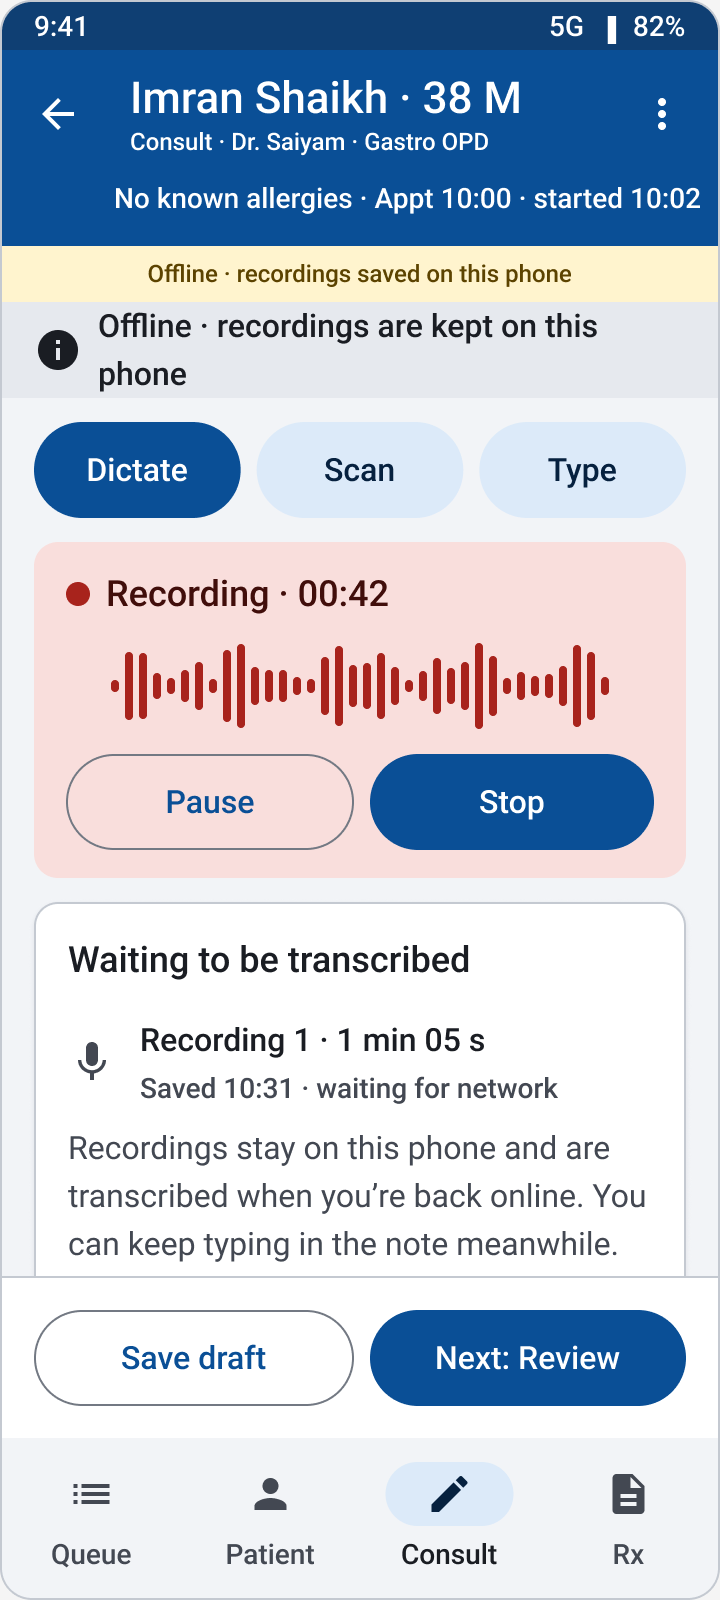 9:41 5G 82%
Imran Shaikh · 38 M
Consult · Dr. Saiyam · Gastro OPD
No known allergies · Appt 10:00 · started 10:02
Offline · recordings saved on this phone
Offline · recordings are kept on this
phone
Dictate Scan Type
Recording · 00:42
Pause Stop
Waiting to be transcribed
Recording 1 · 1 min 05 s
Saved 10:31 · waiting for network
Recordings stay on this phone and are
transcribed when you’re back online. You
can keep typing in the note meanwhile.
Save draft Next: Review
Queue Patient Consult Rx